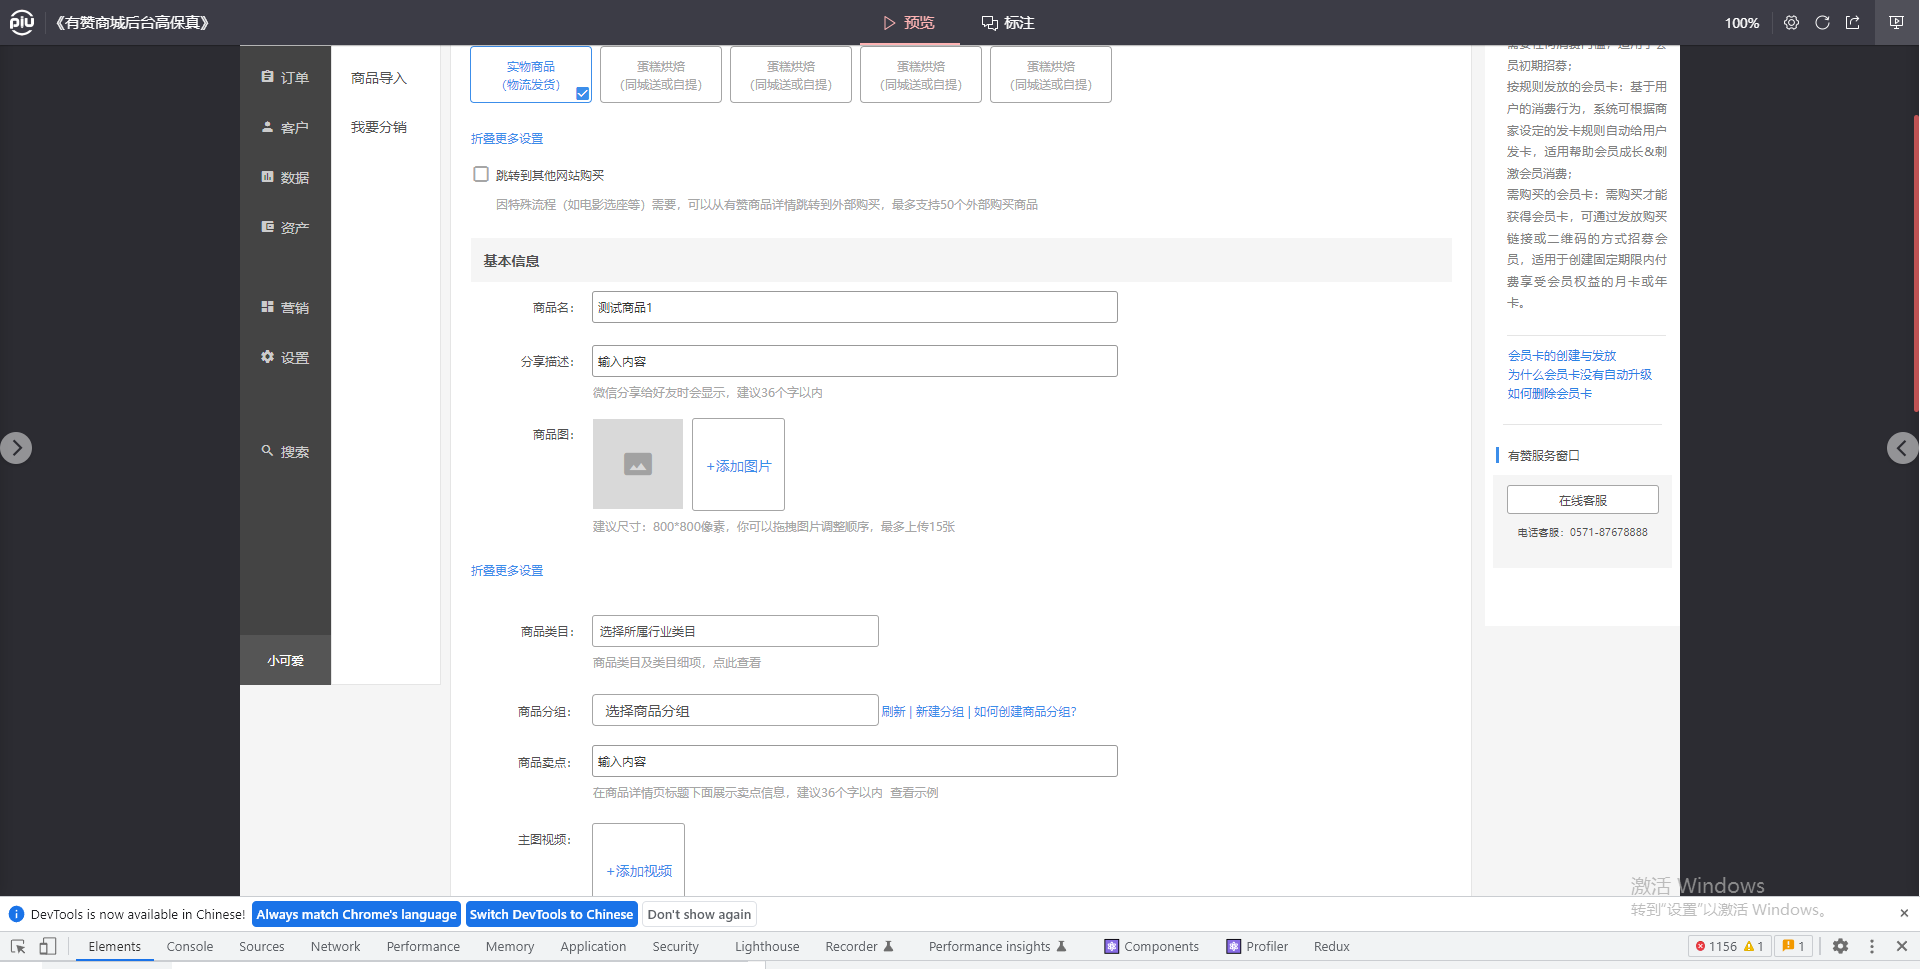 piu
《有赞商城后台高保真》
预览
标注
100%
订单
客户
数据
资产
营销
设置
搜索
小可爱
商品导入
我要分销
实物商品
(物流发货)
蛋糕烘焙
(同城送或自提)
蛋糕烘焙
(同城送或自提)
蛋糕烘焙
(同城送或自提)
蛋糕烘焙
(同城送或自提)
折叠更多设置
跳转到其他网站购买
因特殊流程（如电影选座等）需要，可以从有赞商品详情跳转到外部购买，最多支持50个外部购买商品
基本信息
商品名：
测试商品1
分享描述：
输入内容
微信分享给好友时会显示，建议36个字以内
商品图：
+添加图片
建议尺寸：800*800像素，你可以拖拽图片调整顺序，最多上传15张
折叠更多设置
商品类目：
选择所属行业类目
商品类目及类目细项，点此查看
商品分组：
选择商品分组
刷新 | 新建分组 | 如何创建商品分组?
商品卖点：
输入内容
在商品详情页标题下面展示卖点信息，建议36个字以内 查看示例
主图视频：
+添加视频
需要任何消费门槛，适用于会
员初期招募；
按规则发放的会员卡：基于用
户的消费行为，系统可根据商
家设定的发卡规则自动给用户
发卡，适用帮助会员成长&刺
激会员消费；
需购买的会员卡：需购买才能
获得会员卡，可通过发放购买
链接或二维码的方式招募会
员，适用于创建固定期限内付
费享受会员权益的月卡或年
卡。
会员卡的创建与发放
为什么会员卡没有自动升级
如何删除会员卡
有赞服务窗口
在线客服
电话客服：0571-87678888
激活 Windows
转到"设置"以激活 Windows。
DevTools is now available in Chinese!
Always match Chrome's language
Switch DevTools to Chinese
Don't show again
Elements
Console
Sources
Network
Performance
Memory
Application
Security
Lighthouse
Recorder
Performance insights
Components
Profiler
Redux
1156
1
1